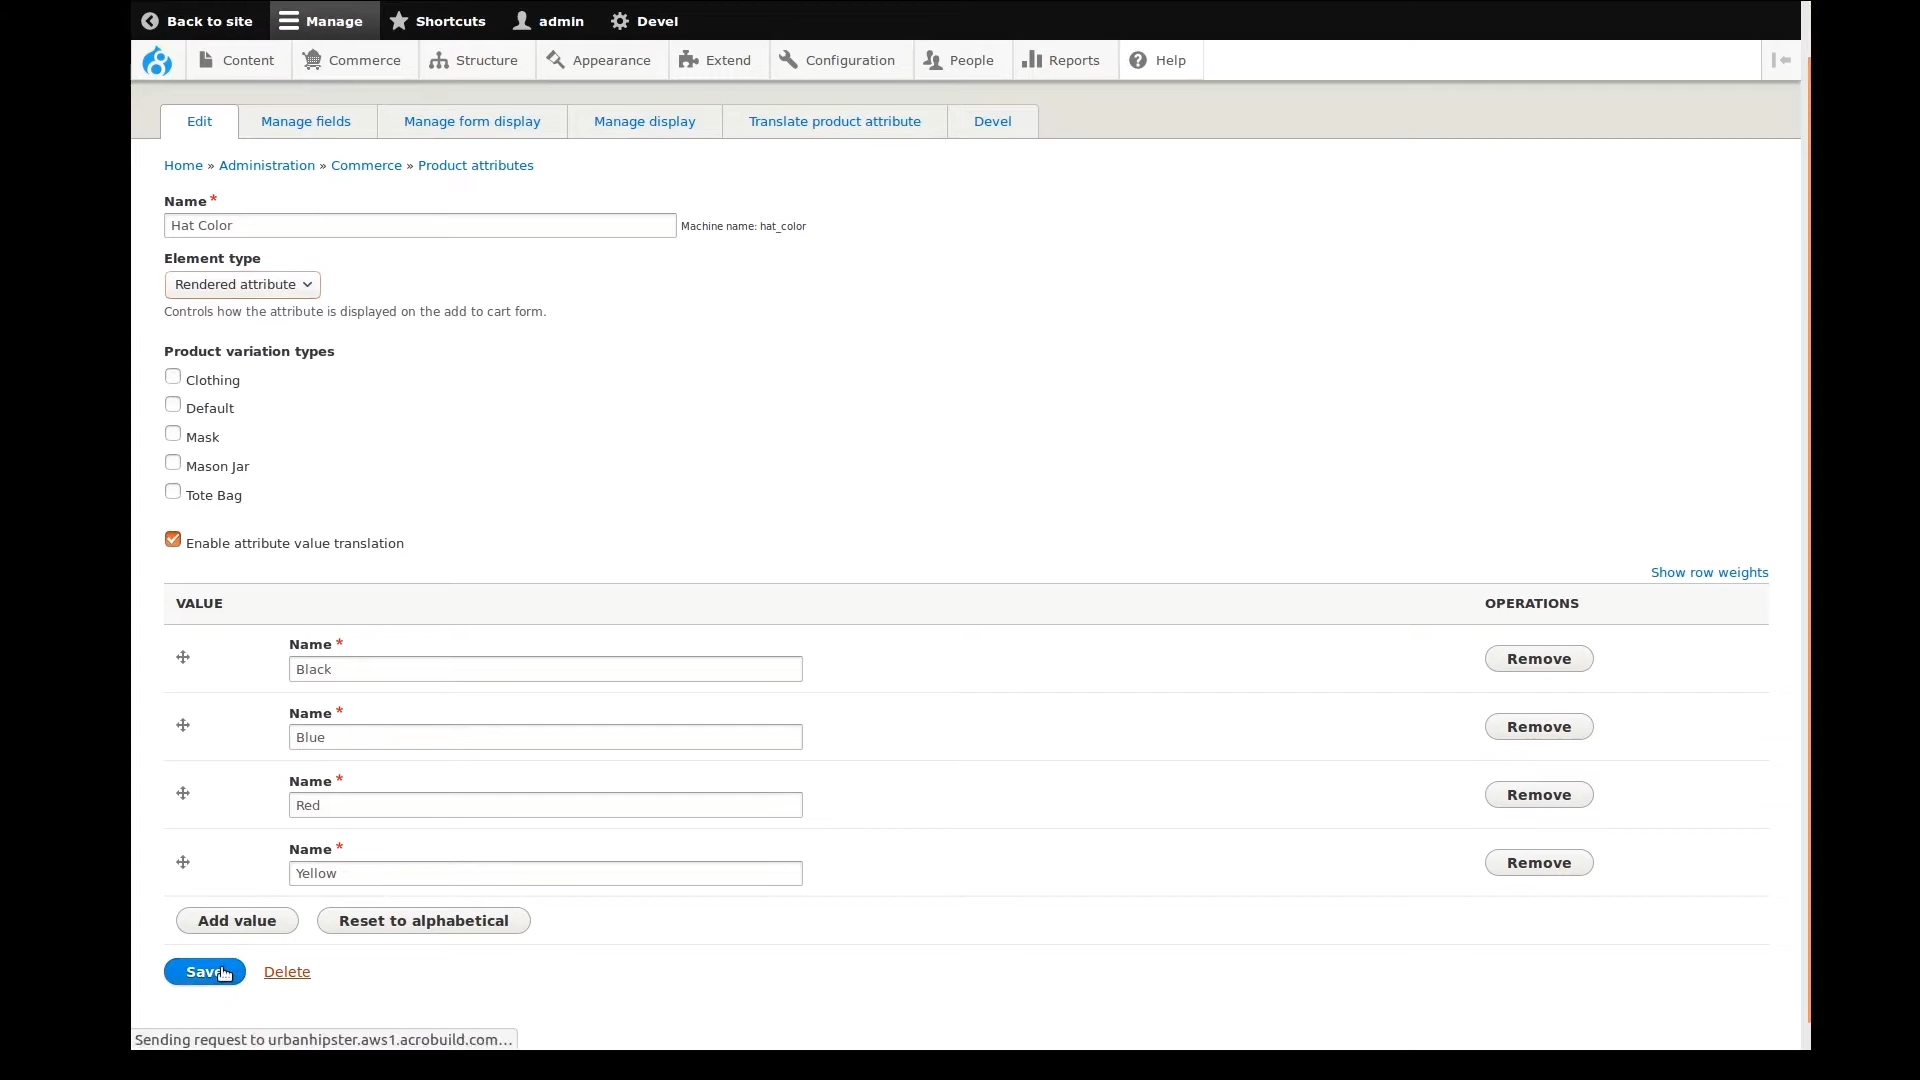 Back to site Manage Shortcuts admin Devel
Content Commerce Structure Appearance Extend Configuration People Reports Help
Edit Manage fields Manage form display Manage display Translate product attribute Devel
Home » Administration » Commerce » Product attributes
Name *
Hat Color Machine name: hat_color
Element type
Rendered attribute
Controls how the attribute is displayed on the add to cart form.
Product variation types
Clothing
Default
Mask
Mason Jar
Tote Bag
Enable attribute value translation
Show row weights
VALUE OPERATIONS
Name *
Black Remove
Name *
Blue Remove
Name *
Red Remove
Name *
Yellow Remove
Add value Reset to alphabetical
Save Delete
Sending request to urbanhipster.aws1.acrobuild.com...